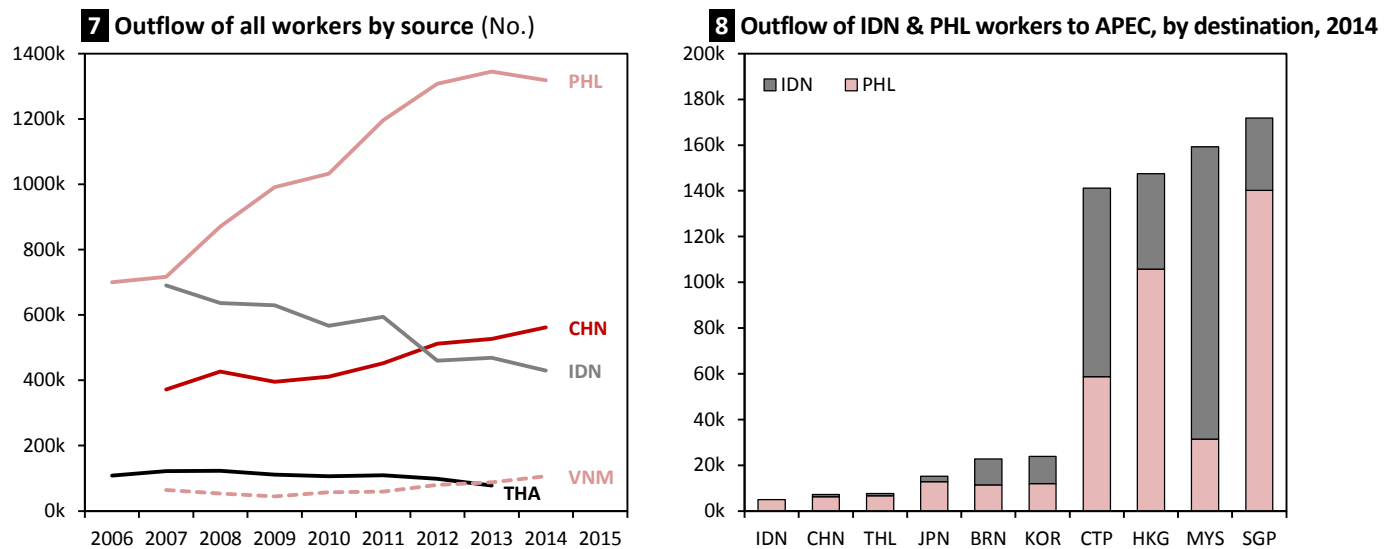 7 Outflow of all workers by source (No.)
1400k
1200k
1000k
800k
600k
400k
200k
0k
PHL
CHN
IDN
VNM
THA
2006 2007 2008 2009 2010 2011 2012 2013 2014 2015
8 Outflow of IDN & PHL workers to APEC, by destination, 2014
200k
180k
160k
140k
120k
100k
80k
60k
40k
20k
0k
IDN PHL
IDN CHN THL JPN BRN KOR CTP HKG MYS SGP